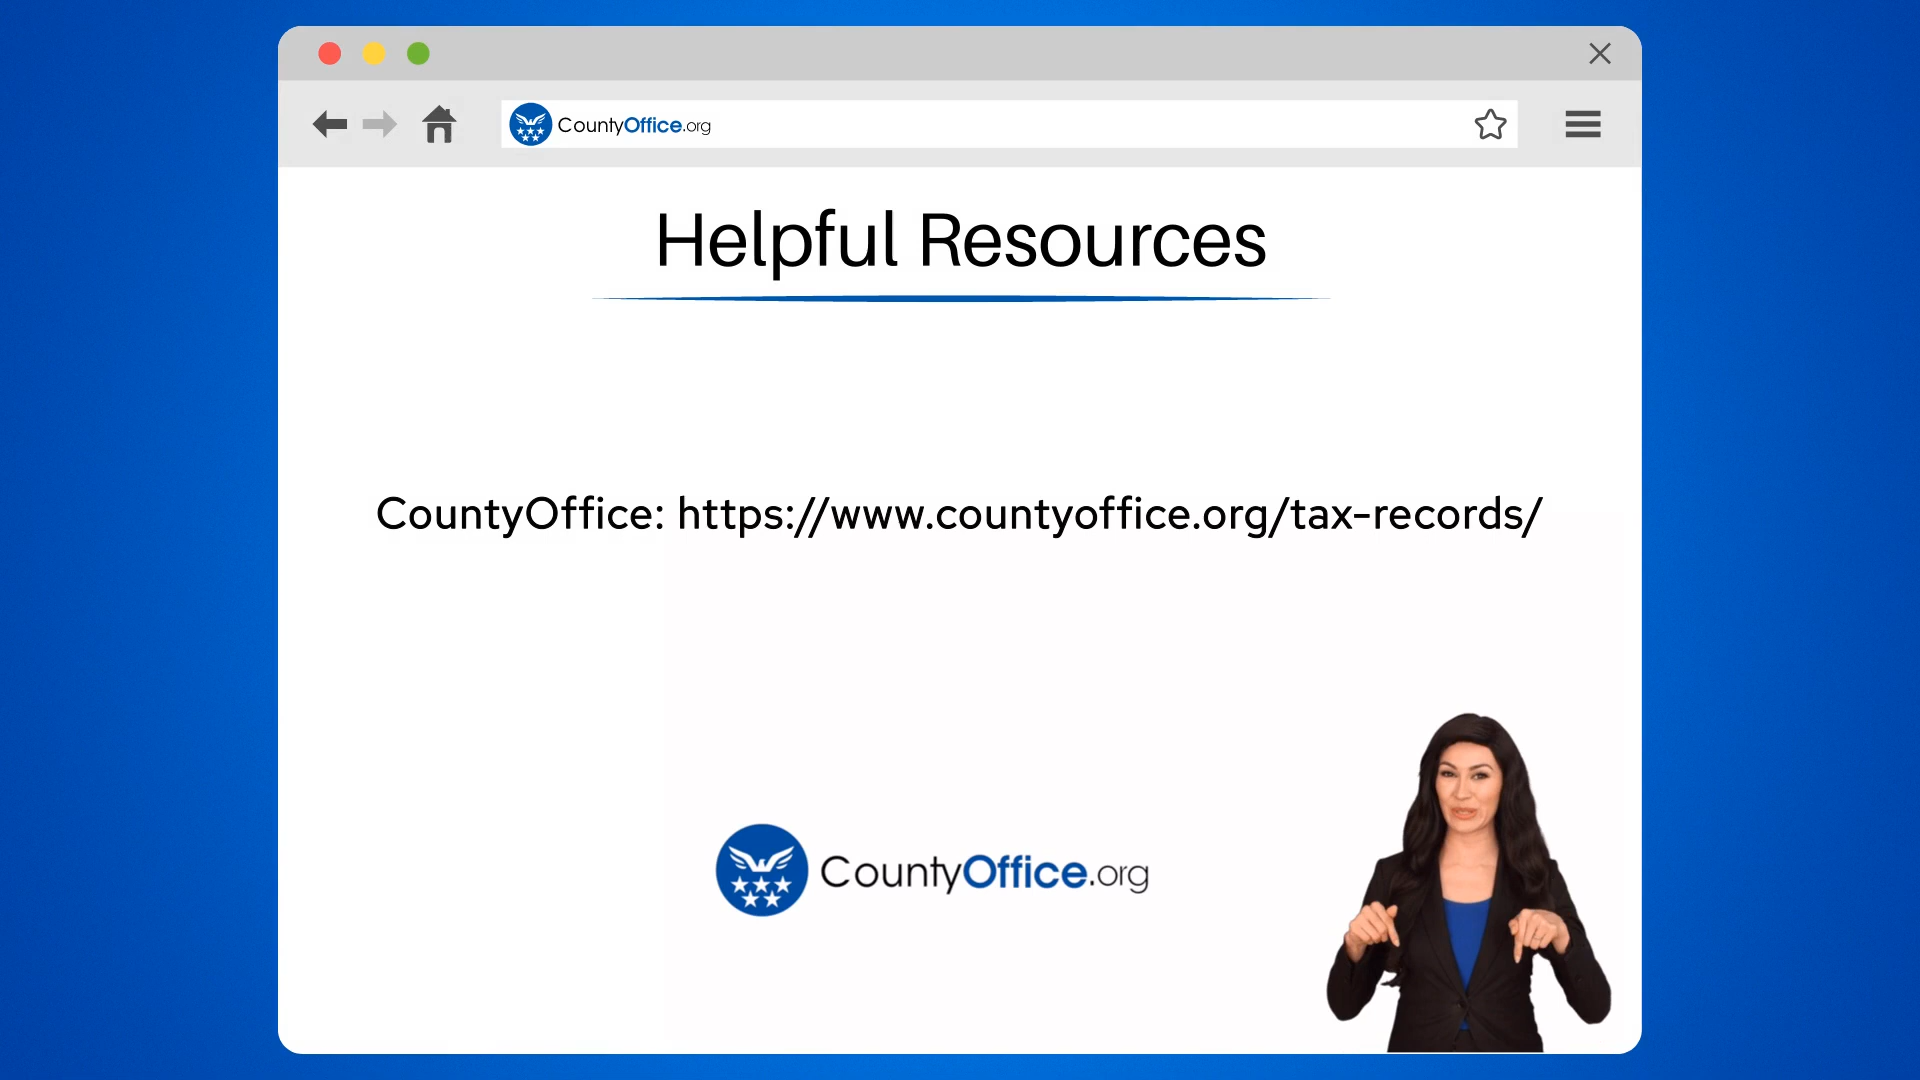 CountyOffice.org
Helpful Resources
CountyOffice: https://www.countyoffice.org/tax-records/
CountyOffice.org